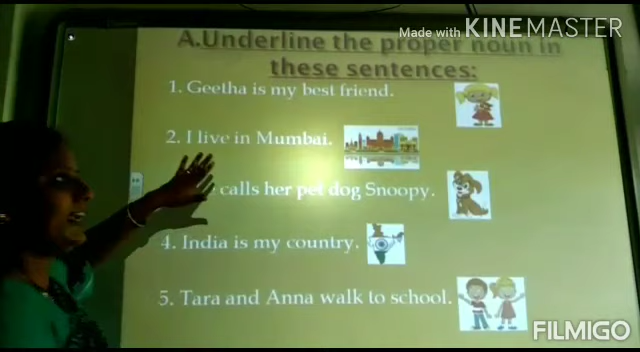 Made with KINEMASTER
A.Underline the proper noun in
these sentences:
1. Geetha is my best friend.
2. I live in Mumbai.
calls her pet dog Snoopy.
4. India is my country.
5. Tara and Anna walk to school.
FILMIGO